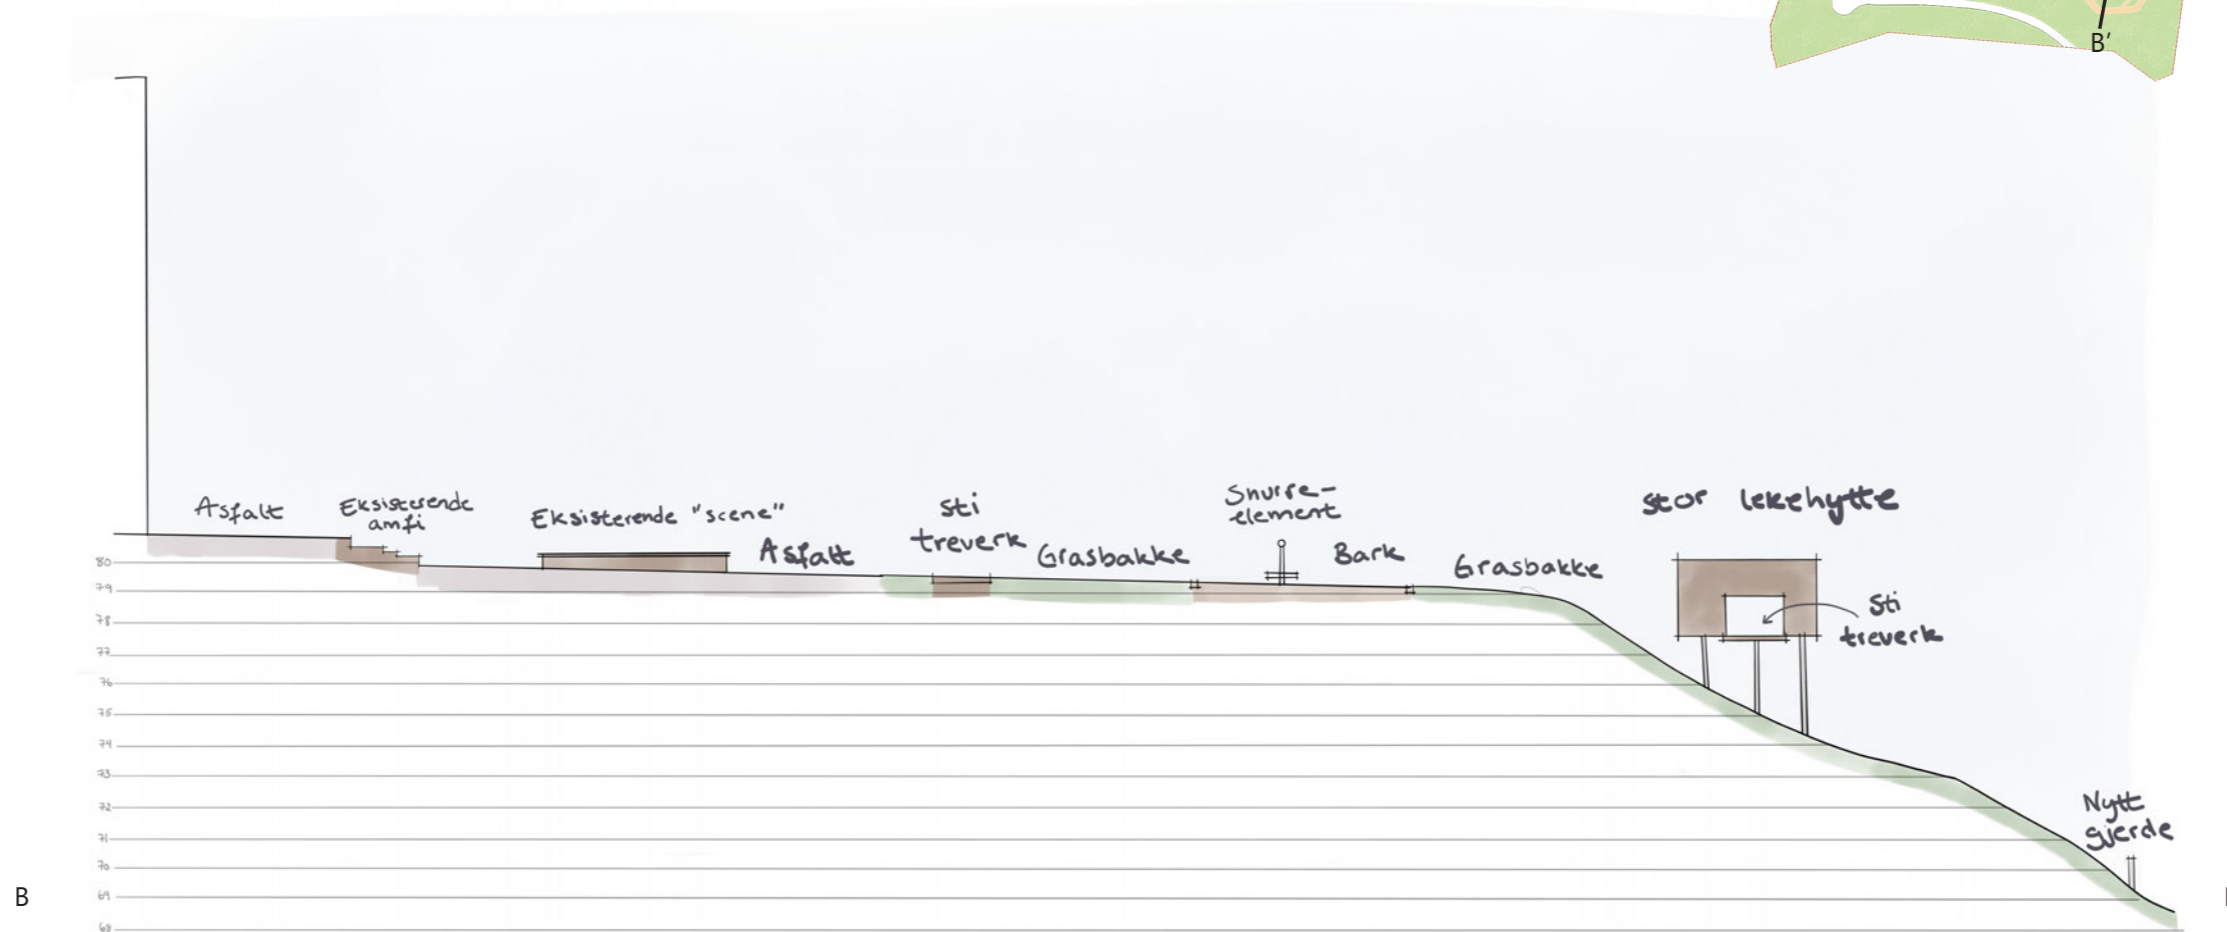 B'
Asfalt
Eksisterende
amfi
Eksisterende "scene"
Asfalt
sti
treverk
Grasbakke
Snurre-
element
Bark
Grasbakke
stor lekehytte
sti
treverk
Nytt
gjerde
80
79
78
77
76
75
74
73
72
71
70
69
68
B